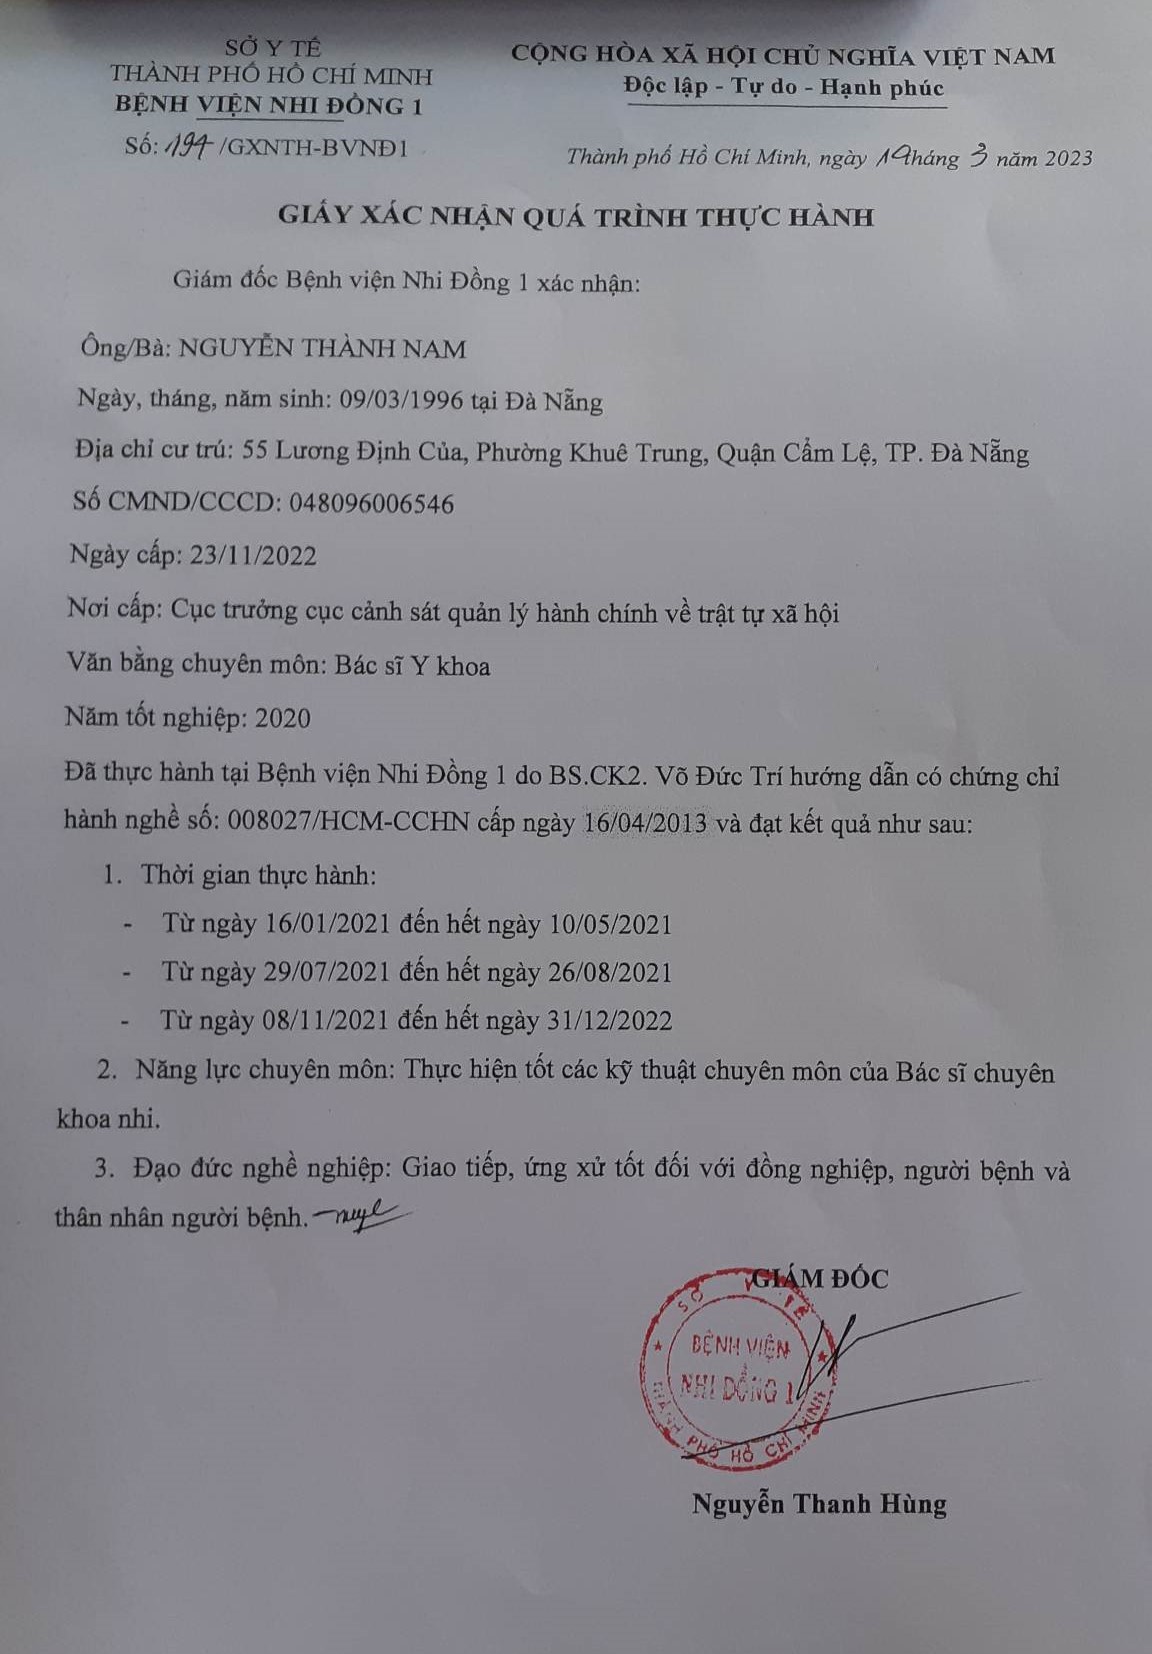 SỞ Y TẾ
THÀNH PHỐ HỒ CHÍ MINH
BỆNH VIỆN NHI ĐỒNG 1
Số: 194 /GXNTH-BVNĐ1
CỘNG HÒA XÃ HỘI CHỦ NGHĨA VIỆT NAM
Độc lập - Tự do - Hạnh phúc
Thành phố Hồ Chí Minh, ngày tháng 3 năm 2023
GIẤY XÁC NHẬN QUÁ TRÌNH THỰC HÀNH
Giám đốc Bệnh viện Nhi Đồng 1 xác nhận:
Ông/Bà: NGUYỄN THÀNH NAM
Ngày, tháng, năm sinh: 09/03/1996 tại Đà Nẵng
Địa chỉ cư trú: 55 Lương Định Của, Phường Khuê Trung, Quận Cẩm Lệ, TP. Đà Nẵng
Số CMND/CCCD: 048096006546
Ngày cấp: 23/11/2022
Nơi cấp: Cục trưởng cục cảnh sát quản lý hành chính về trật tự xã hội
Văn bằng chuyên môn: Bác sĩ Y khoa
Năm tốt nghiệp: 2020
Đã thực hành tại Bệnh viện Nhi Đồng 1 do BS.CK2. Võ Đức Trí hướng dẫn có chứng chỉ
hành nghề số: 008027/HCM-CCHN cấp ngày 16/04/2013 và đạt kết quả như sau:
1. Thời gian thực hành:
- Từ ngày 16/01/2021 đến hết ngày 10/05/2021
- Từ ngày 29/07/2021 đến hết ngày 26/08/2021
- Từ ngày 08/11/2021 đến hết ngày 31/12/2022
2. Năng lực chuyên môn: Thực hiện tốt các kỹ thuật chuyên môn của Bác sĩ chuyên
khoa nhi.
3. Đạo đức nghề nghiệp: Giao tiếp, ứng xử tốt đối với đồng nghiệp, người bệnh và
thân nhân người bệnh.
GIÁM ĐỐC
SỞ Y TẾ
BỆNH VIỆN
NHI ĐỒNG 1
THÀNH PHỐ HỒ CHÍ MINH
Nguyễn Thanh Hùng